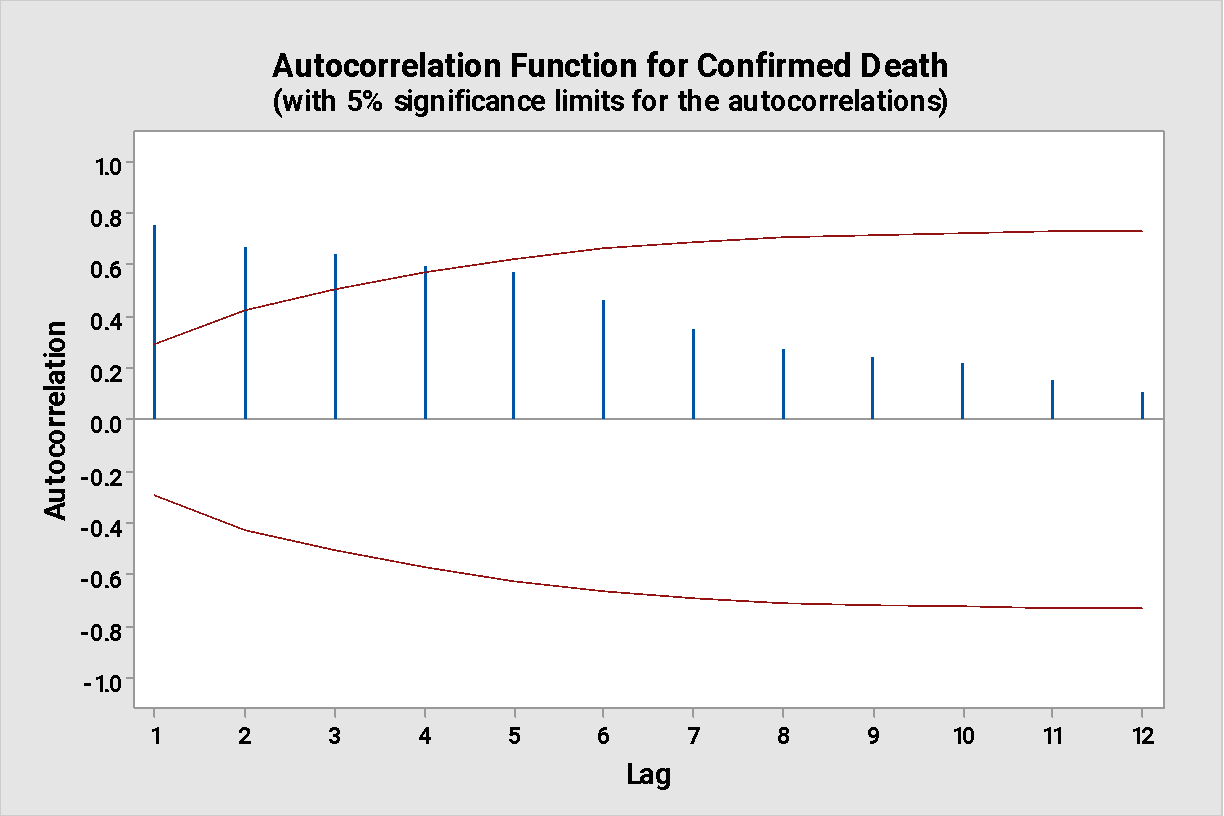 Autocorrelation Function for Confirmed Death
(with 5% significance limits for the autocorrelations)
1.0
0.8
0.6
0.4
0.2
0.0
-0.2
-0.4
-0.6
-0.8
-1.0
Autocorrelation
1 2 3 4 5 6 7 8 9 10 11 12
Lag